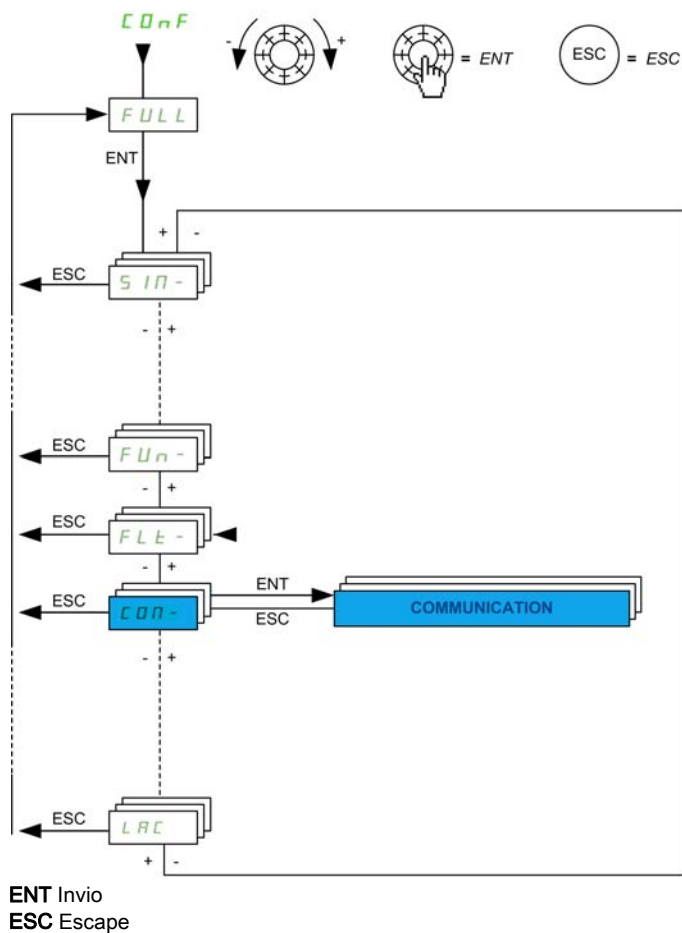 COnF
- +
= ENT
ESC = ESC
FULL
ENT
+ -
ESC
SIM-
- +
ESC
FUn-
- +
ESC
FLt-
- +
ESC
COM-
ENT
ESC
COMMUNICATION
- +
ESC
LAC
+ -
ENT Invio
ESC Escape